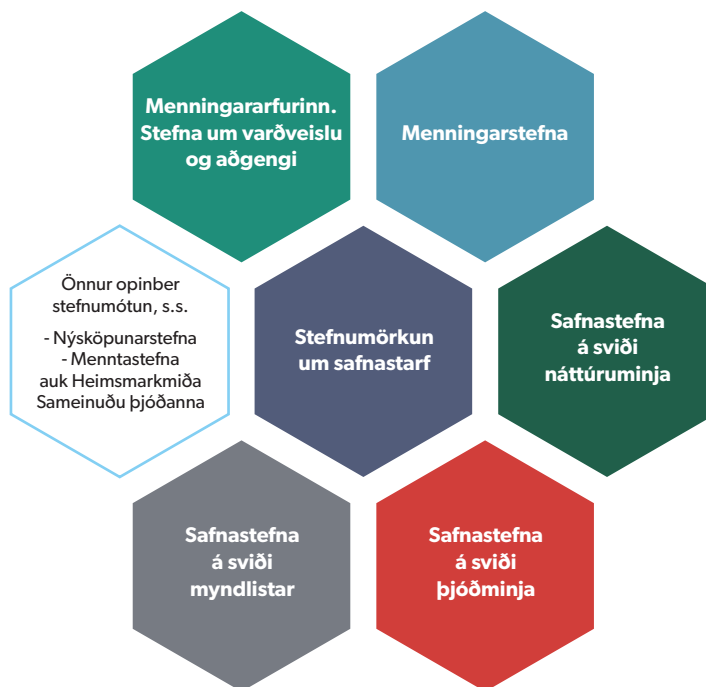 Menningararfurinn.
Stefna um varðveislu
og aðgengi
Menningarstefna
Önnur opinber
stefnumótun, s.s.
- Nýsköpunarstefna
- Menntastefna
auk Heimsmarkmiða
Sameinuðu þjóðanna
Stefnumörkun
um safnastarf
Safnastefna
á sviði
náttúruminja
Safnastefna
á sviði
myndlistar
Safnastefna
á sviði
þjóðminja